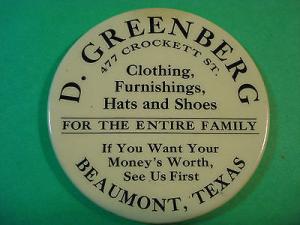 D. GREENBERG
477 CROCKETT ST.
Clothing,
Furnishings,
Hats and Shoes
FOR THE ENTIRE FAMILY
If You Want Your
Money's Worth,
See Us First
BEAUMONT, TEXAS